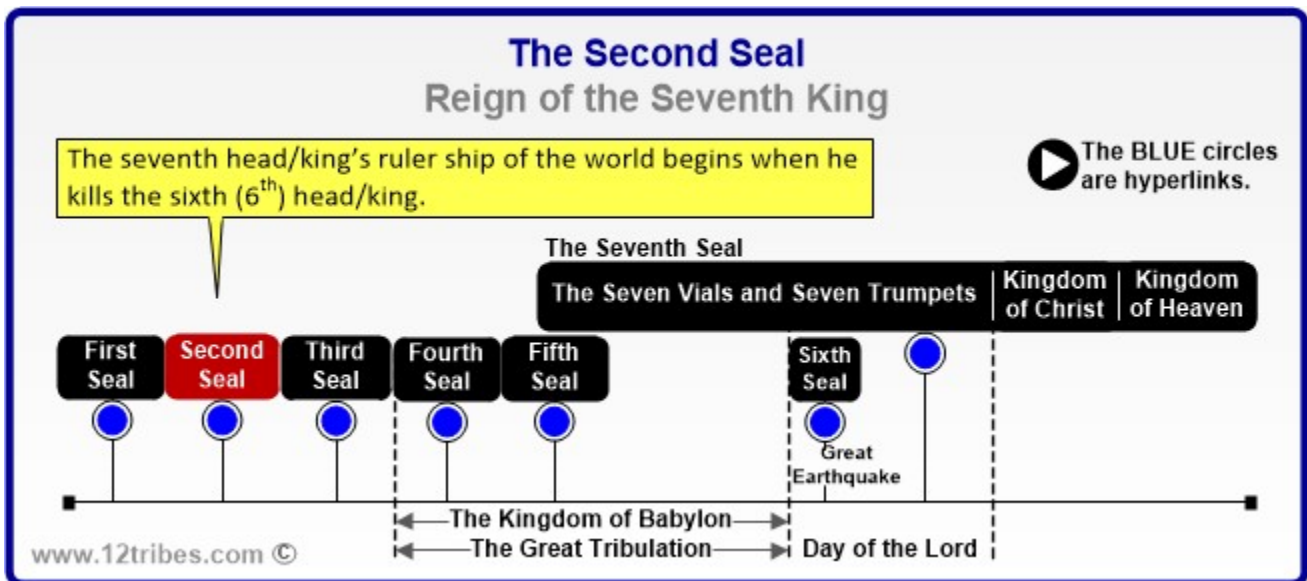 The Second Seal
Reign of the Seventh King
The seventh head/king's ruler ship of the world begins when he
kills the sixth (6th) head/king.
The BLUE circles
are hyperlinks.
The Seventh Seal
The Seven Vials and Seven Trumpets
Kingdom
of Christ
Kingdom
of Heaven
First
Seal
Second
Seal
Third
Seal
Fourth
Seal
Fifth
Seal
Sixth
Seal
Great
Earthquake
The Kingdom of Babylon
The Great Tribulation
Day of the Lord
www.12tribes.com ©